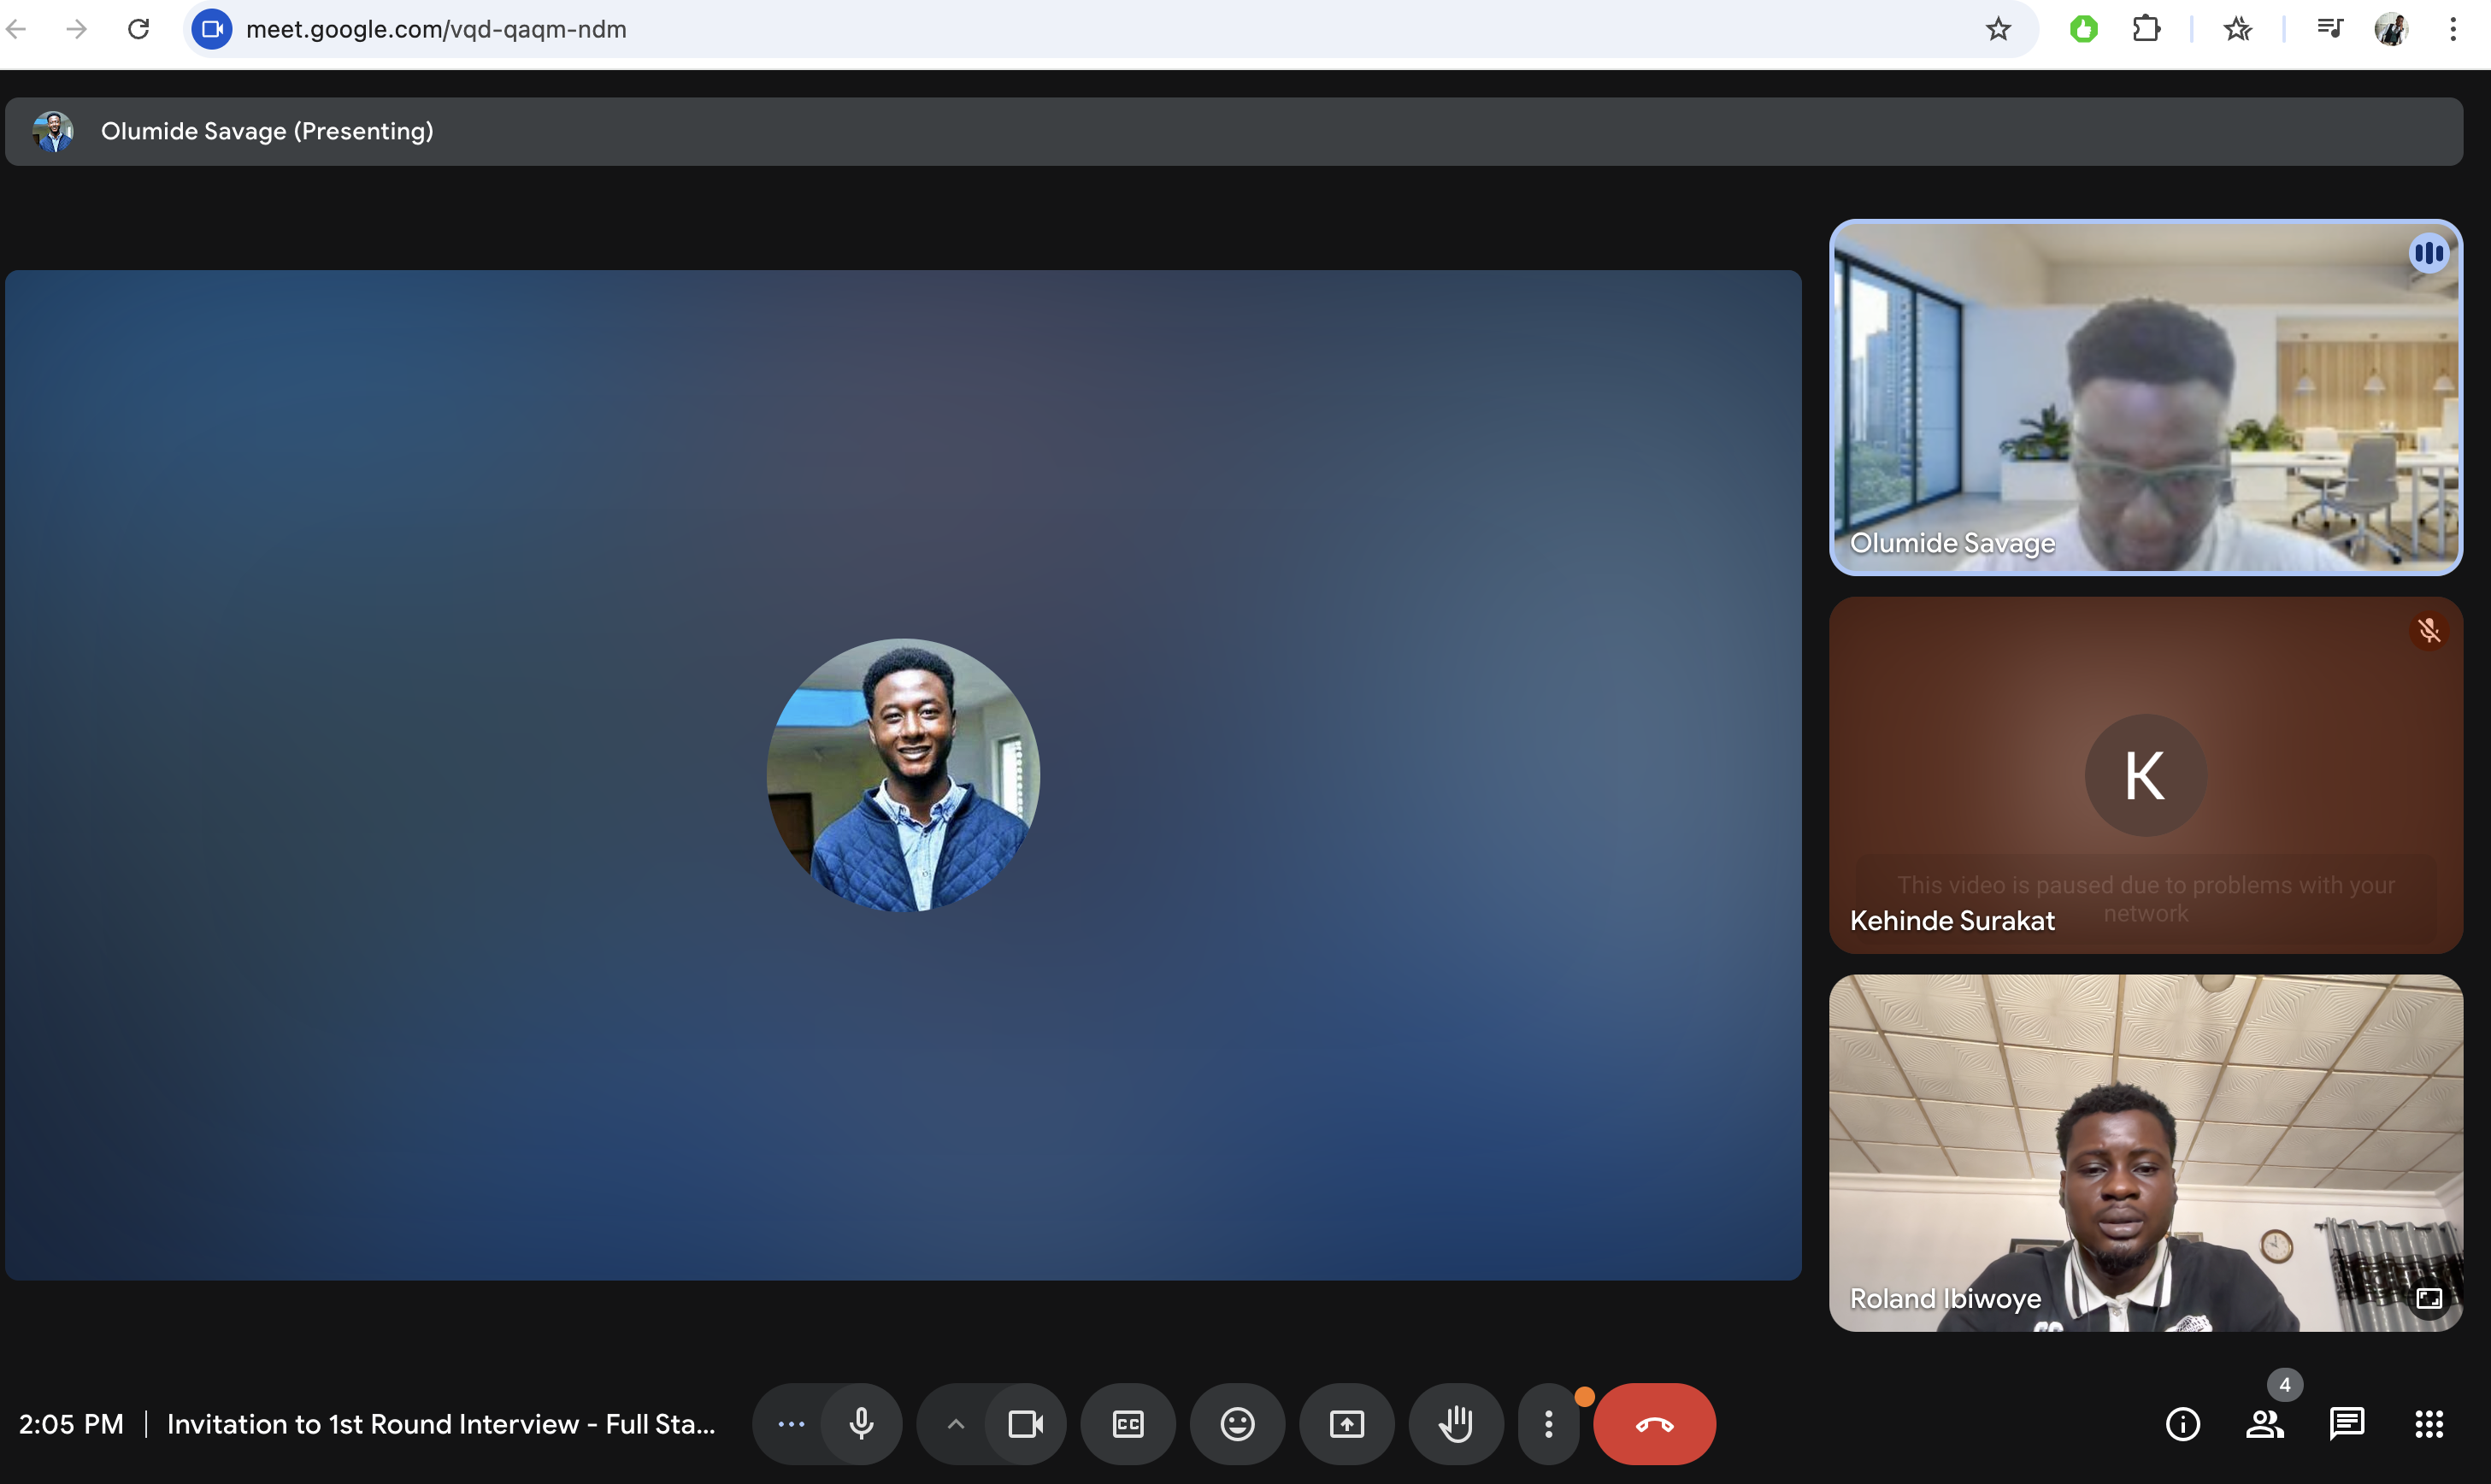 meet.google.com/vqd-qaqm-ndm
Olumide Savage (Presenting)
Olumide Savage
K
This video is paused due to problems with your
network
Kehinde Surakat
Roland Ibiwoye
4
2:05 PM
Invitation to 1st Round Interview - Full Sta...
CC